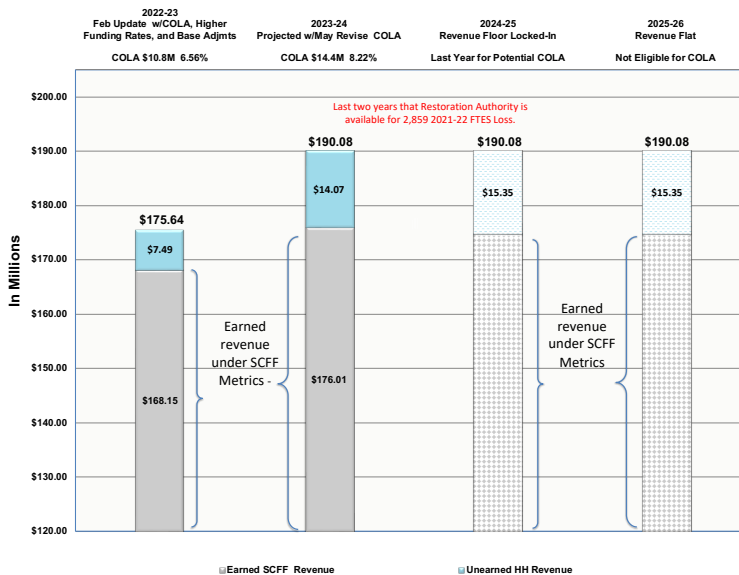 2022-23
Feb Update w/COLA, Higher
Funding Rates, and Base Adjmts
COLA $10.8M 6.56%
2023-24
Projected w/May Revise COLA
COLA $14.4M 8.22%
2024-25
Revenue Floor Locked-In
Last Year for Potential COLA
2025-26
Revenue Flat
Not Eligible for COLA
Last two years that Restoration Authority is
available for 2,859 2021-22 FTES Loss.
In Millions
$200.00
$190.00
$180.00
$170.00
$160.00
$150.00
$140.00
$130.00
$120.00
$175.64
$7.49
$168.15
$190.08
$14.07
$176.01
$190.08
$15.35
$190.08
$15.35
Earned
revenue
under SCFF
Metrics -
Earned
revenue
under SCFF
Metrics
Earned SCFF Revenue
Unearned HH Revenue